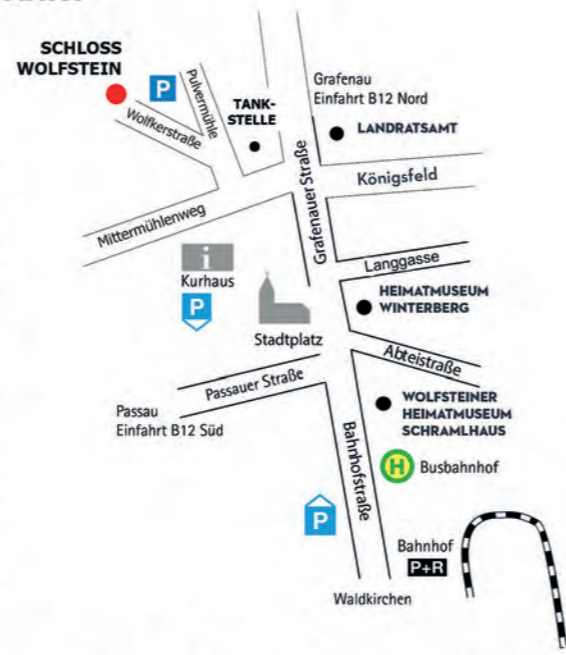 SCHLOSS
WOLFSTEIN
P
Pulvermühle
Wolfkerstraße
TANK-
STELLE
Grafenau
Einfahrt B12 Nord
LANDRATSAMT
Königsfeld
Grafenauer Straße
Mittermühlenweg
i
Kurhaus
P
Stadtplatz
Langgasse
HEIMATMUSEUM
WINTERBERG
Abteistraße
Passauer Straße
Passau
Einfahrt B12 Süd
WOLFSTEINER
HEIMATMUSEUM
SCHRAMLHAUS
H Busbahnhof
Bahnhofstraße
P
Bahnhof
P+R
Waldkirchen